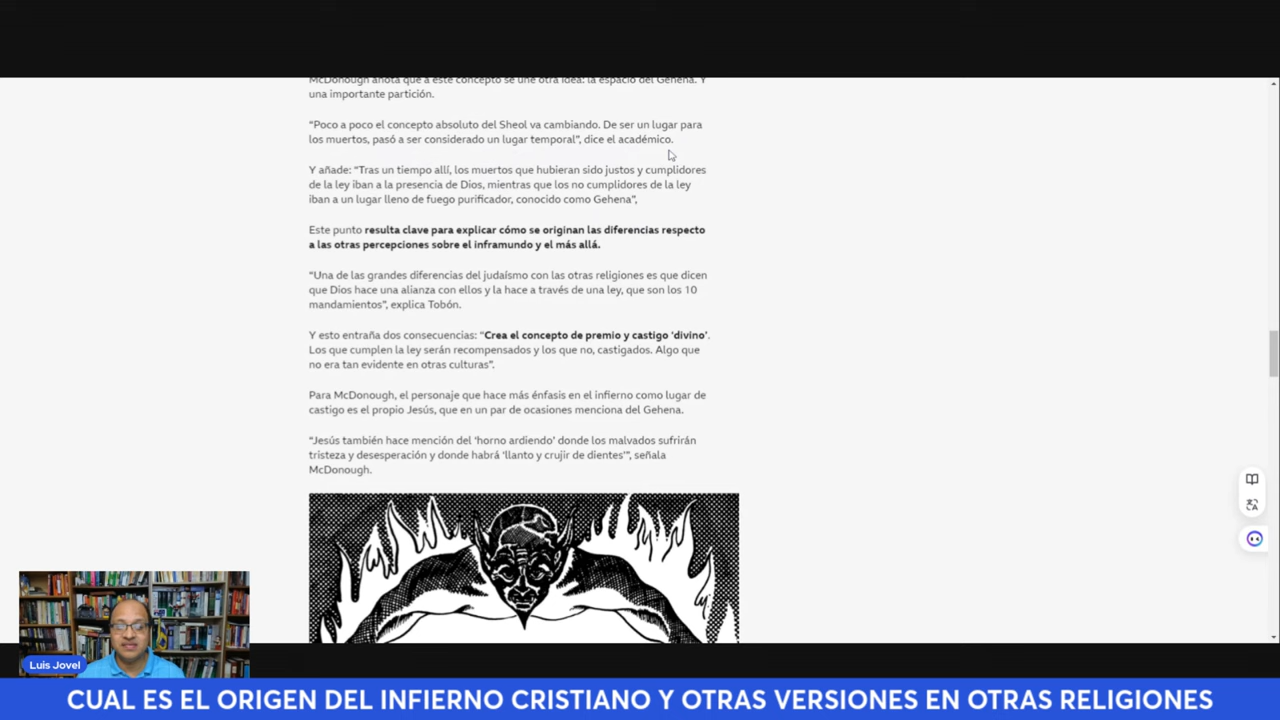 McDonough anota que a este concepto se une otra idea: la espacio del Gehena. Y
una importante partición.
“Poco a poco el concepto absoluto del Sheol va cambiando. De ser un lugar para
los muertos, pasó a ser considerado un lugar temporal”, dice el académico.
Y añade: “Tras un tiempo allí, los muertos que hubieran sido justos y cumplidores
de la ley iban a la presencia de Dios, mientras que los no cumplidores de la ley
iban a un lugar lleno de fuego purificador, conocido como Gehena”,
Este punto resulta clave para explicar cómo se originan las diferencias respecto
a las otras percepciones sobre el inframundo y el más allá.
“Una de las grandes diferencias del judaísmo con las otras religiones es que dicen
que Dios hace una alianza con ellos y la hace a través de una ley, que son los 10
mandamientos”, explica Tobón.
Y esto entraña dos consecuencias: “Crea el concepto de premio y castigo ‘divino’.
Los que cumplen la ley serán recompensados y los que no, castigados. Algo que
no era tan evidente en otras culturas”.
Para McDonough, el personaje que hace más énfasis en el infierno como lugar de
castigo es el propio Jesús, que en un par de ocasiones menciona del Gehena.
“Jesús también hace mención del ‘horno ardiendo’ donde los malvados sufrirán
tristeza y desesperación y donde habrá ‘llanto y crujir de dientes’”, señala
McDonough.
Luis Jovel
CUAL ES EL ORIGEN DEL INFIERNO CRISTIANO Y OTRAS VERSIONES EN OTRAS RELIGIONES